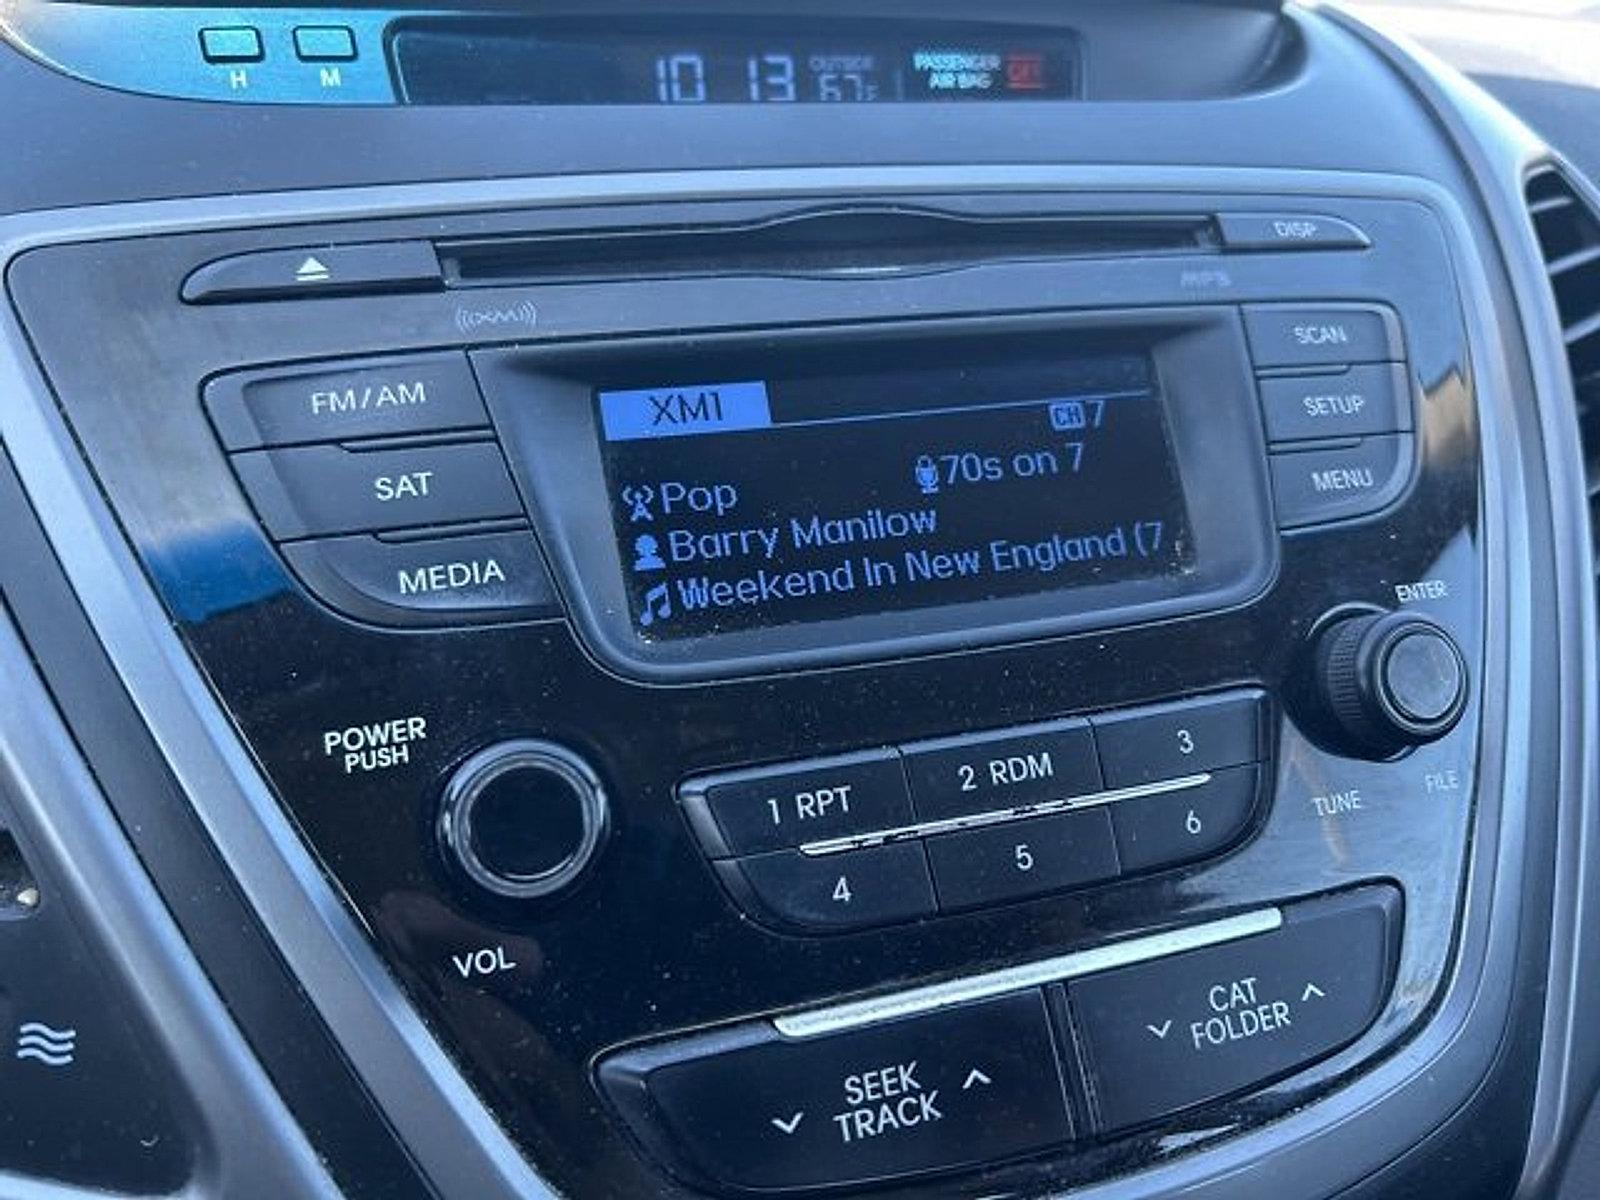 H M
10 13 OUTSIDE 67°F PASSENGER AIR BAG OFF
DISP
((XM))
MP3
FM/AM
SAT
MEDIA
XM1
CH 7
70s on 7
Pop
Barry Manilow
Weekend In New England (7
SCAN
SETUP
MENU
ENTER
POWER
PUSH
VOL
1 RPT
2 RDM
3
4
5
6
TUNE
FILE
SEEK
TRACK
CAT
FOLDER